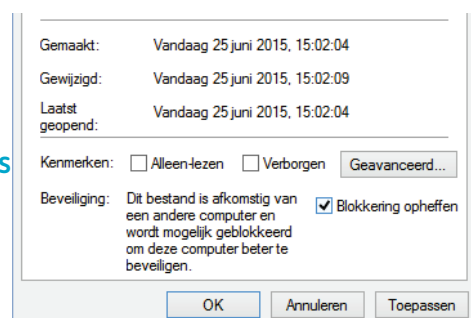 Gemaakt: Vandaag 25 juni 2015, 15:02:04
Gewijzigd: Vandaag 25 juni 2015, 15:02:09
Laatst geopend: Vandaag 25 juni 2015, 15:02:04
s
Kenmerken: Alleen-lezen Verborgen Geavanceerd...
Beveiliging: Dit bestand is afkomstig van
een andere computer en
wordt mogelijk geblokkeerd
om deze computer beter te
beveiligen.
Blokkering opheffen
OK Annuleren Toepassen